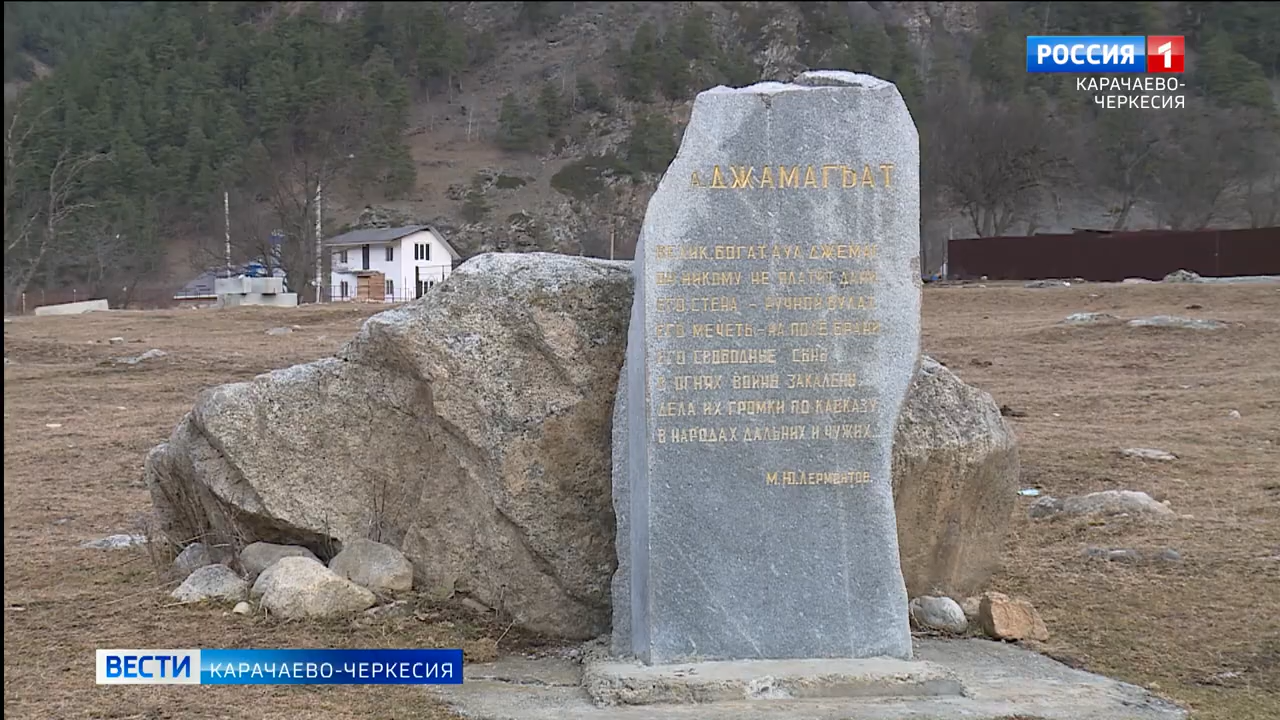 РОССИЯ 1
КАРАЧАЕВО-
ЧЕРКЕСИЯ
А.ДЖАМАГЪАТ
ВЕЛИК, БОГАТ АУЛ ДЖЕМАТ
ОН НИКОМУ НЕ ПЛАТИТ ДАНИ
ЕГО СТЕНА - РУЧНОЙ БУЛАТ
ЕГО МЕЧЕТЬ - НА ПОЛЕ БРАНИ
ЕГО СВОБОДНЫЕ СЫНЫ
В ОГНЯХ ВОЙНЫ ЗАКАЛЕНЫ
ДЕЛА ИХ ГРОМКИ ПО КАВКАЗУ
В НАРОДАХ ДАЛЬНИХ И ЧУЖИХ
М.Ю.ЛЕРМОНТОВ.
ВЕСТИ КАРАЧАЕВО-ЧЕРКЕСИЯ